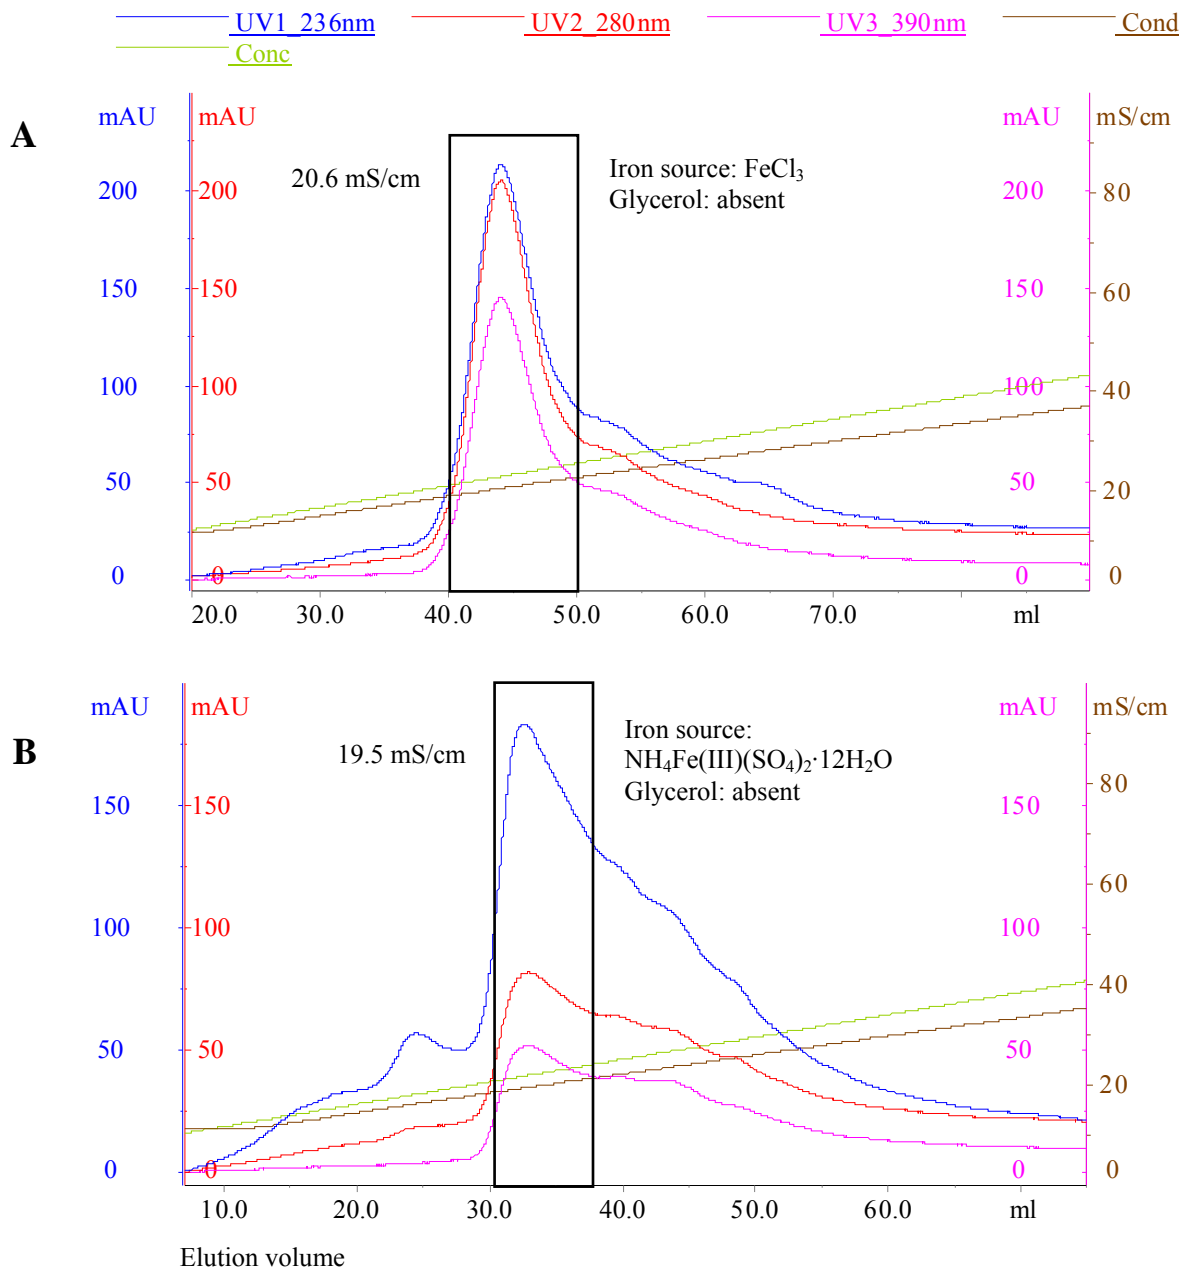 UV1_236nm UV2_280nm UV3_390nm Cond
Conc
A
mAU mAU mAU mS/cm
20.6 mS/cm
Iron source: FeCl₃
Glycerol: absent
200 200 200 80
150 150 150 60
100 100 100 40
50 50 50 20
0 0 0 0
20.0 30.0 40.0 50.0 60.0 70.0 ml
B
mAU mAU mAU mS/cm
19.5 mS/cm
Iron source:
NH₄Fe(III)(SO₄)₂·12H₂O
Glycerol: absent
80
150 150 150
60
100 100 100
40
50 50 50
20
0 0 0 0
10.0 20.0 30.0 40.0 50.0 60.0 ml
Elution volume